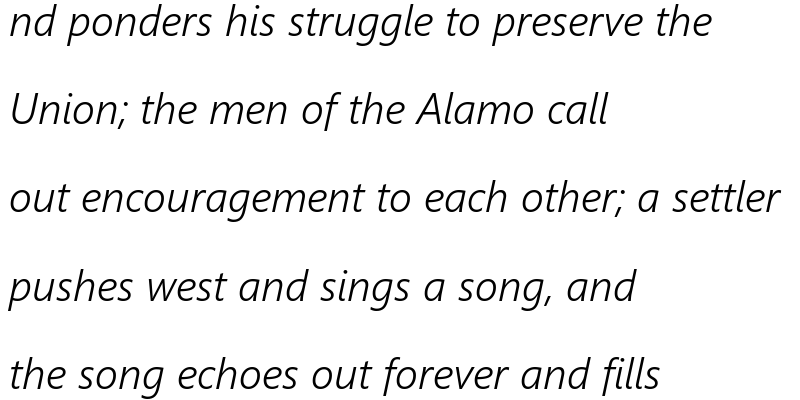 nd ponders his struggle to preserve the
Union; the men of the Alamo call
out encouragement to each other; a settler
pushes west and sings a song, and
the song echoes out forever and fills